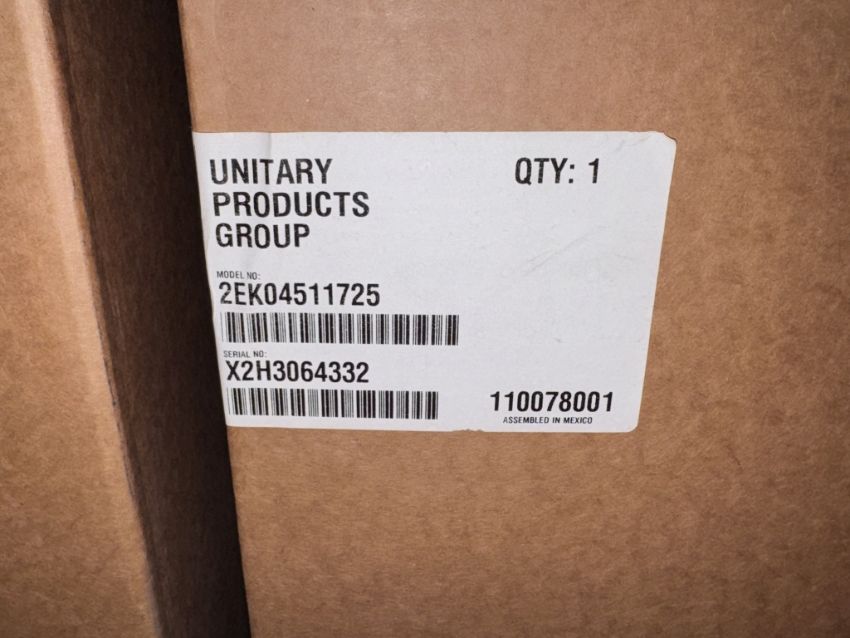 UNITARY
PRODUCTS
GROUP
QTY: 1
MODEL NO:
2EK04511725
SERIAL NO:
X2H3064332
110078001
ASSEMBLED IN MEXICO